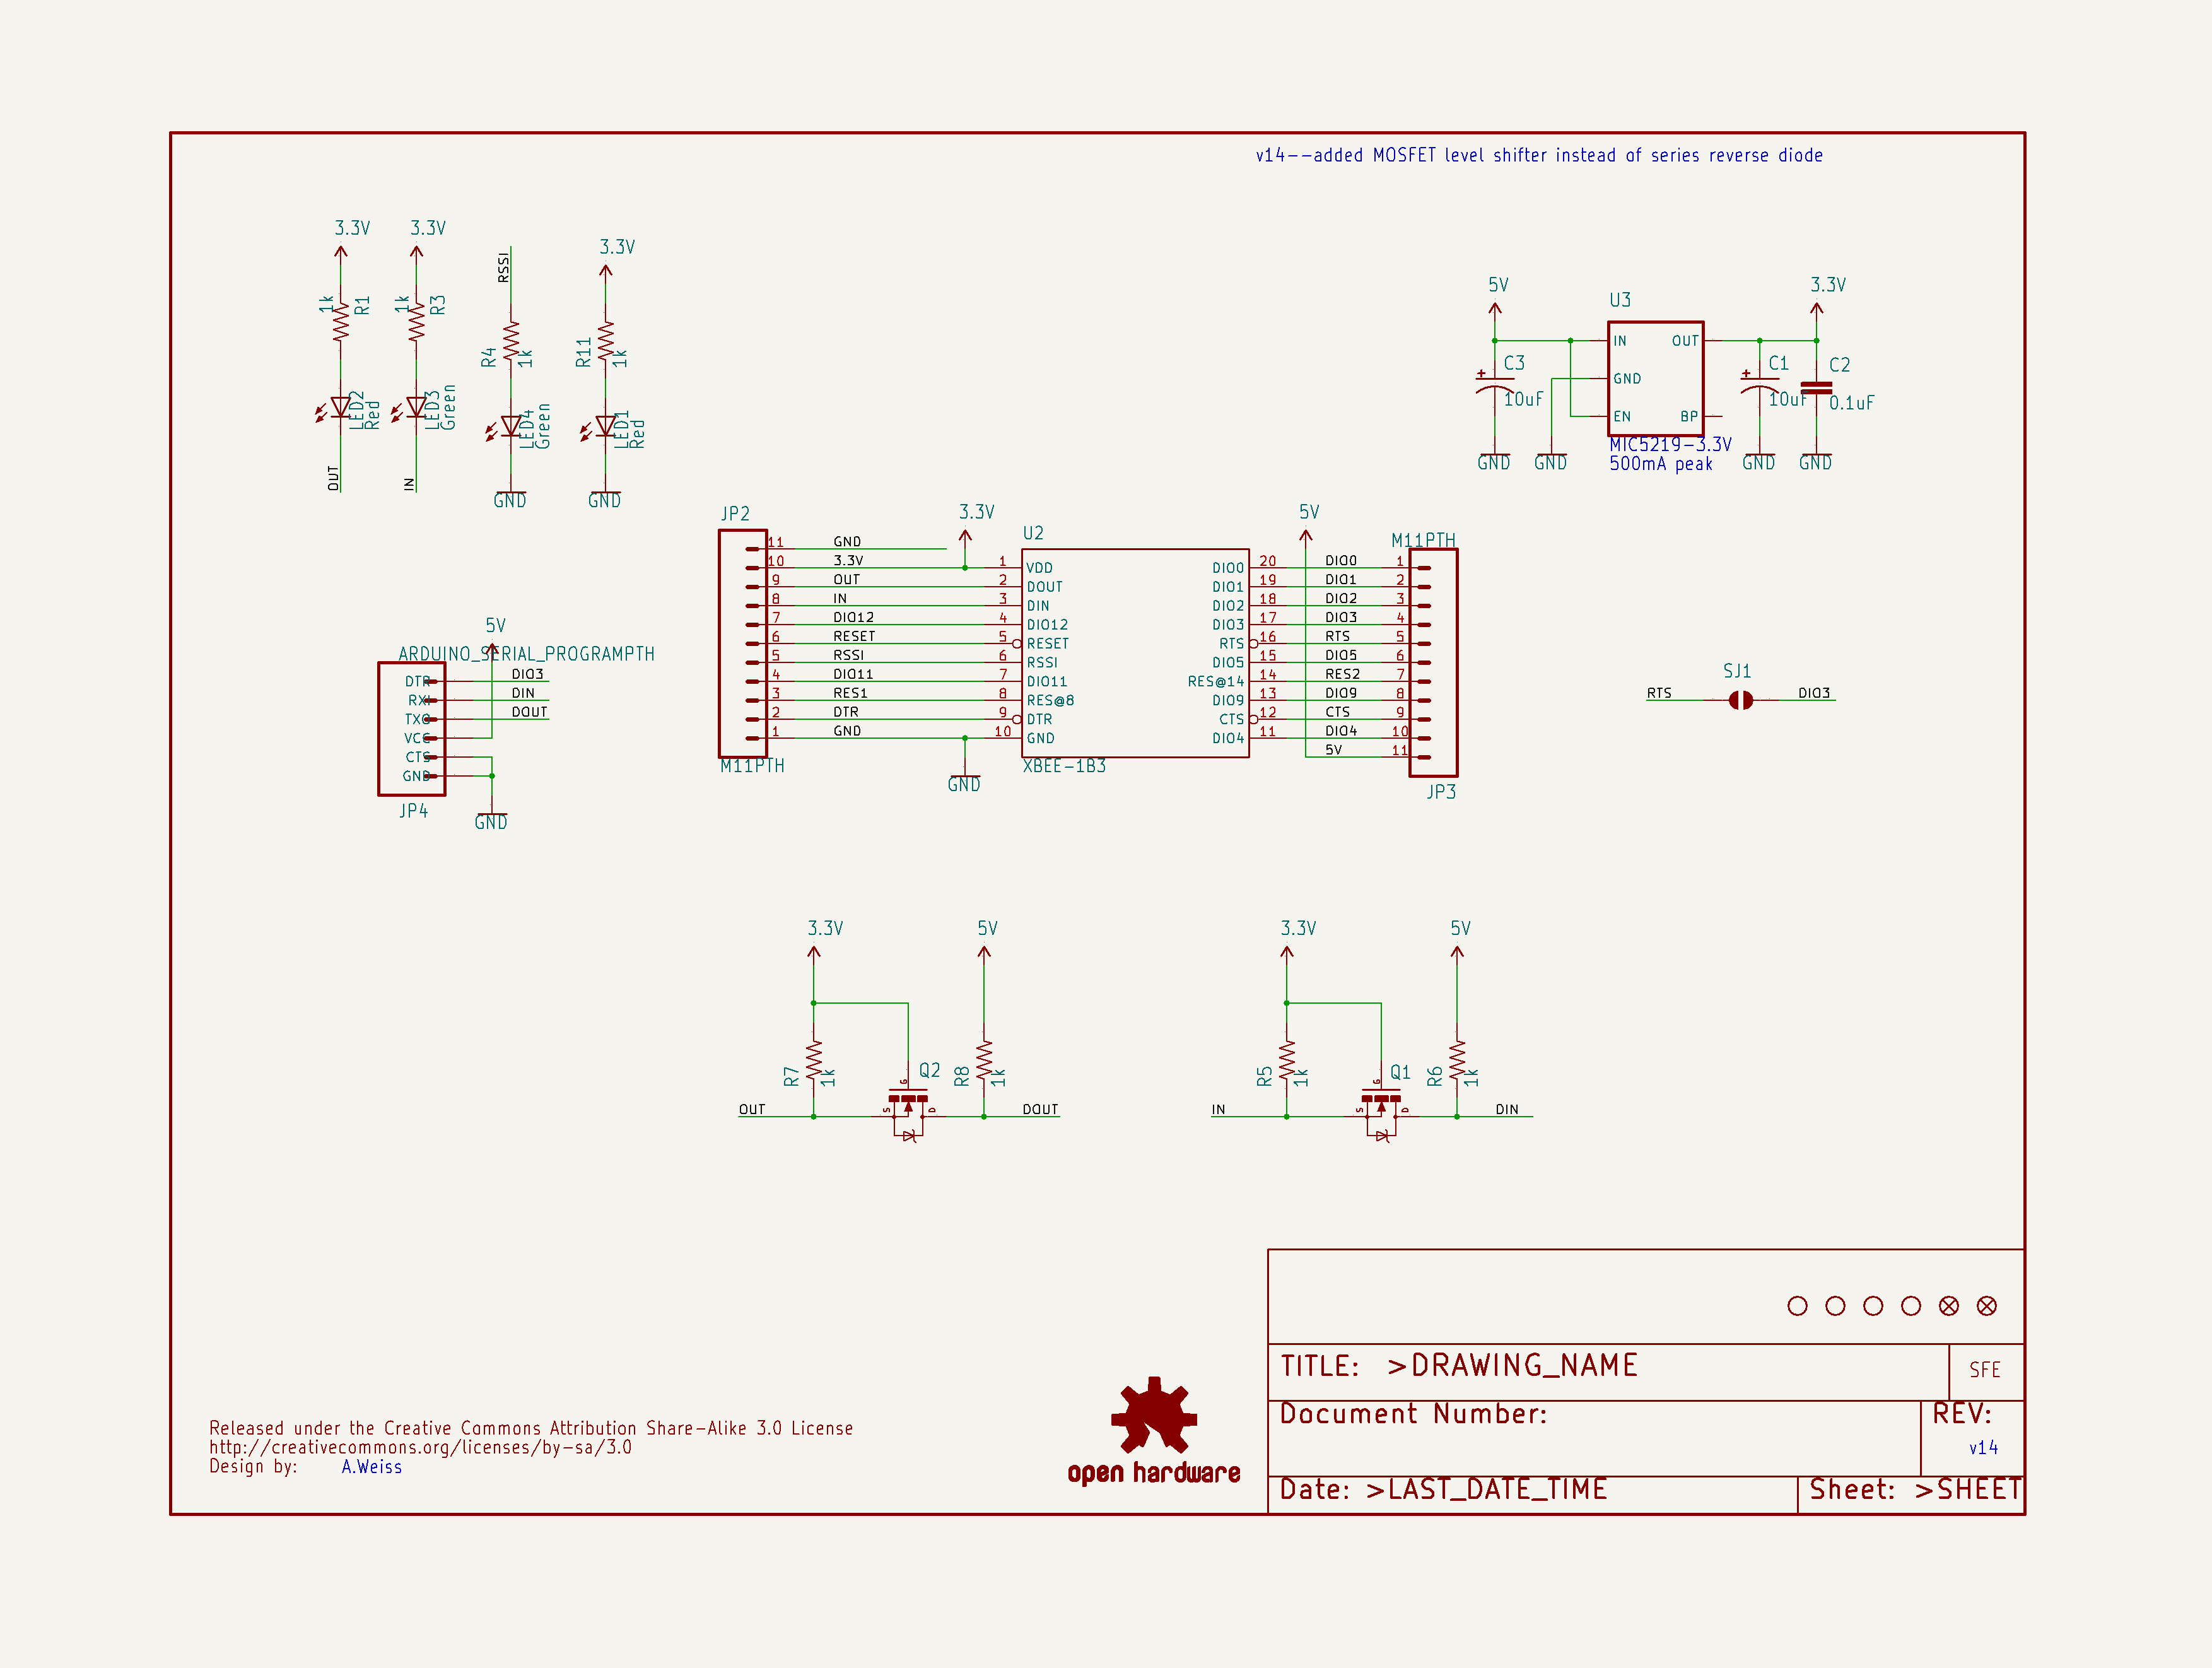 v14--added MOSFET level shifter instead of series reverse diode
3.3V
3.3V
RSSI
3.3V
1k
R1
1k
R3
R4
1k
R11
1k
LED2
Red
LED3
Green
LED4
Green
LED1
Red
OUT
IN
GND
GND
5V
U3
3.3V
IN
OUT
GND
EN
BP
C3
10uF
C1
10uF
C2
0.1uF
MIC5219-3.3V
500mA peak
GND
GND
GND
GND
JP2
3.3V
U2
5V
M11PTH
11 GND
10 3.3V 1 VDD
9 OUT 2 DOUT
8 IN 3 DIN
7 DIO12 4 DIO12
6 RESET 5 RESET
5 RSSI 6 RSSI
4 DIO11 7 DIO11
3 RES1 8 RES@8
2 DTR 9 DTR
1 GND 10 GND
DIO0 20 DIO0 1
DIO1 19 DIO1 2
DIO2 18 DIO2 3
DIO3 17 DIO3 4
RTS 16 RTS 5
DIO5 15 DIO5 6
RES@14 14 RES2 7
DIO9 13 DIO9 8
CTS 12 CTS 9
DIO4 11 DIO4 10
5V 11
M11PTH
GND
XBEE-1B3
JP3
5V
ARDUINO_SERIAL_PROGRAMPTH
DTR DIO3
RXI DIN
TXO DOUT
VCC
CTS
GND
JP4
GND
SJ1
RTS
DIO3
3.3V
5V
R7
1k
Q2
R8
1k
G
S
D
OUT
DOUT
3.3V
5V
R5
1k
Q1
R6
1k
G
S
D
IN
DIN
TITLE: >DRAWING_NAME
SFE
Document Number:
REV:
v14
Date: >LAST_DATE_TIME
Sheet: >SHEET
open hardware
Released under the Creative Commons Attribution Share-Alike 3.0 License
http://creativecommons.org/licenses/by-sa/3.0
Design by: A.Weiss